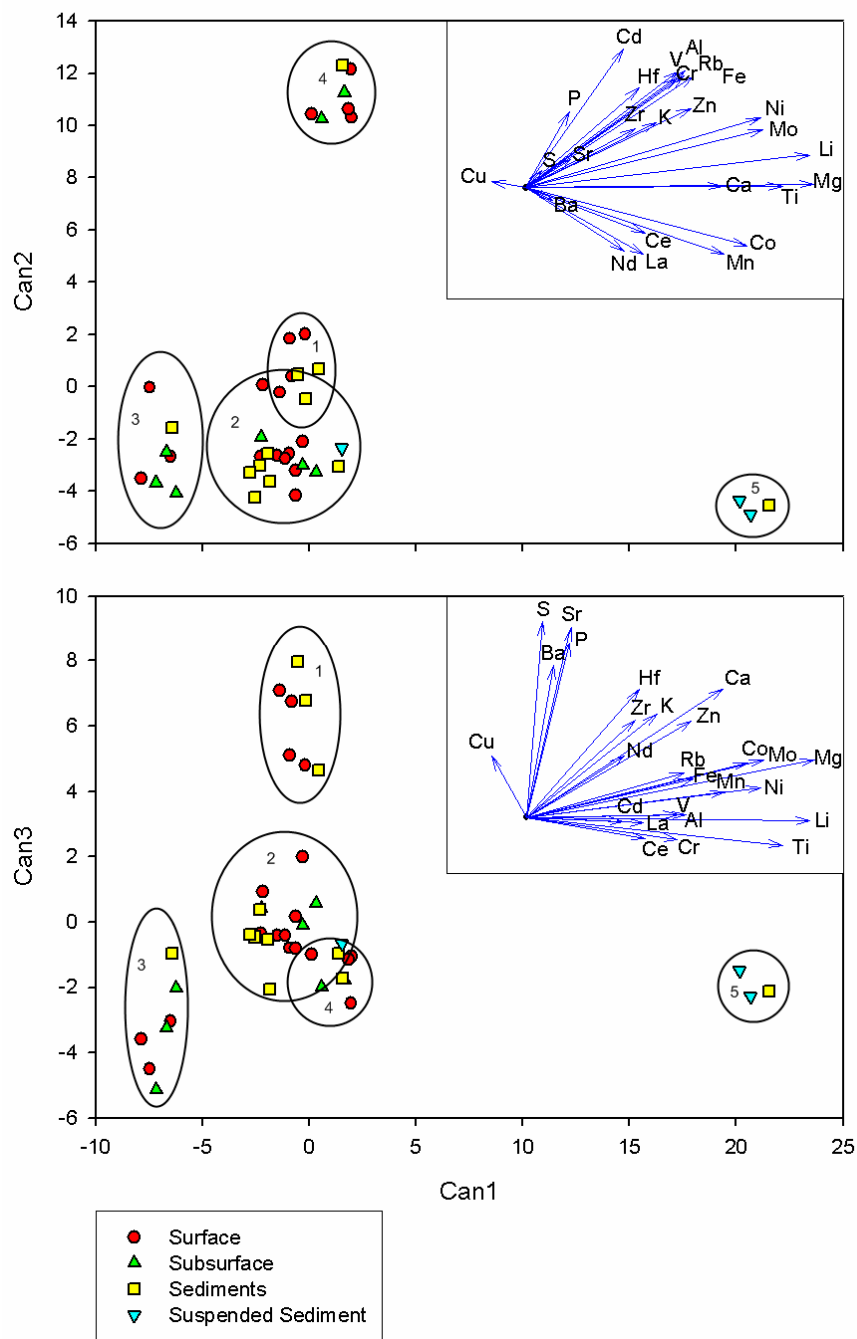 14
12
10
8
6
4
2
0
-2
-4
-6
Can2
4
1
3
2
5
Cd
V Al
Hf Cr Rb Fe
P
Zr K Zn
Ni
Mo
S Sr
Li
Cu
Ca Ti Mg
Ba
Ce
Co
Nd La Mn
10
8
6
4
2
0
-2
-4
-6
Can3
1
2
3
4
5
S Sr
P
Ba
Hf Ca
Zr K Zn
Cu
Nd
Rb Co Mo Mg
Fe Mn Ni
Cd V
La Al Li
Ce Cr Ti
-10 -5 0 5 10 15 20 25
Can1
Surface
Subsurface
Sediments
Suspended Sediment